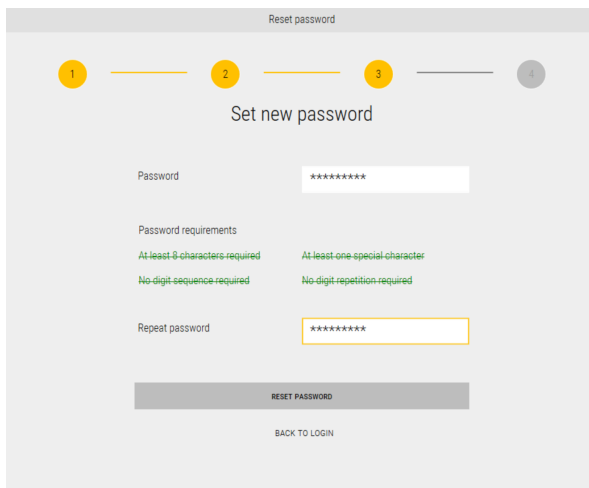 Reset password
1 2 3 4
Set new password
Password *********
Password requirements
At least 8 characters required At least one special character
No digit sequence required No digit repetition required
Repeat password *********
RESET PASSWORD
BACK TO LOGIN